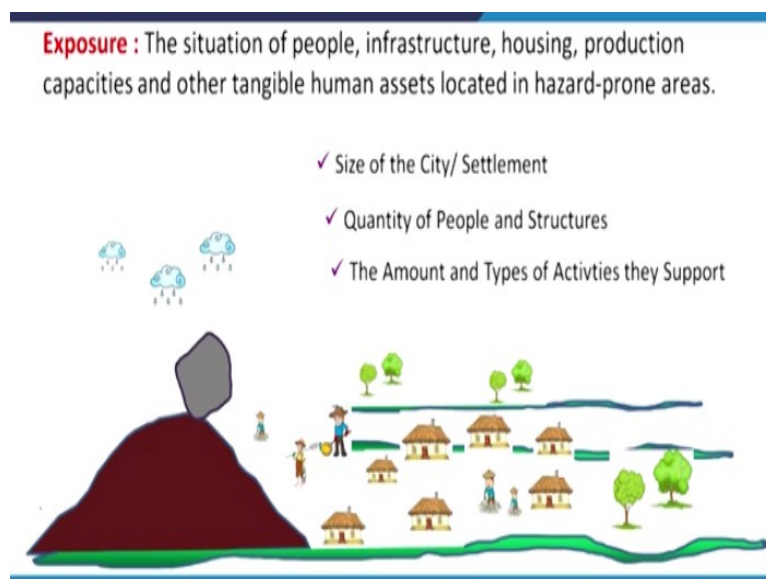 Exposure : The situation of people, infrastructure, housing, production
capacities and other tangible human assets located in hazard-prone areas.
✓ Size of the City/ Settlement
✓ Quantity of People and Structures
✓ The Amount and Types of Activties they Support